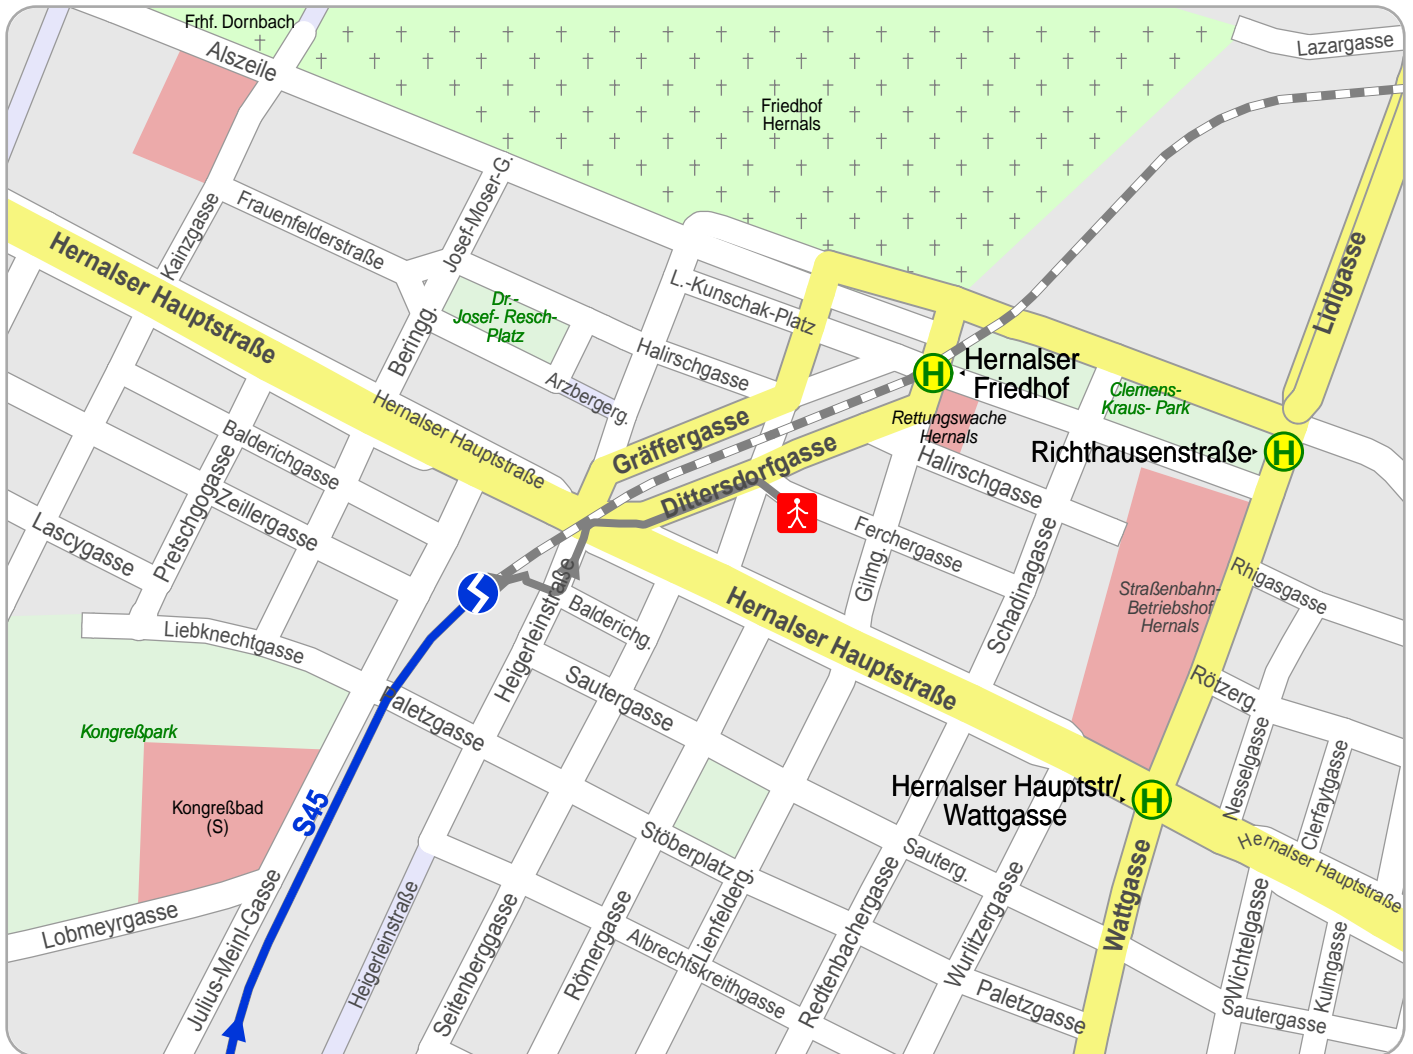 Frhf. Dornbach
Alszeile
Lazargasse
Friedhof
Hernals
Kainzgasse
Frauenfelderstraße
Josef-Moser-G.
Hernalser Hauptstraße
L.-Kunschak-Platz
Lidlgasse
Dr.-
Josef- Resch-
Platz
Beringg.
Halirschgasse
Arzbergerg.
Hernalser Hauptstraße
H
Hernalser
Friedhof
Clemens-
Kraus- Park
Rettungswache
Hernals
Gräffergasse
Dittersdorfgasse
Richthausenstraße
H
Halirschgasse
Balderichgasse
Pretschgogasse
Zeillergasse
Lascygasse
Ferchergasse
Gilmg.
Schadinagasse
Rhigasgasse
Straßenbahn-
Betriebshof
Hernals
Heigerleinstraße
Balderichg.
Hernalser Hauptstraße
Liebknechtgasse
Sautergasse
Rötzerg.
Paletzgasse
Kongreßpark
Nesselgasse
Clerfaytgasse
Kongreßbad
(S)
S45
Hernalser Hauptstr/
Wattgasse
H
Stöberplatz
Sauterg.
Hernalser Hauptstraße
Wattgasse
Lobmeyrgasse
Julius-Meinl-Gasse
Heigerleinstraße
Seitenberggasse
Römergasse
Lienfelderg.
Albrechtskreithgasse
Redtenbachergasse
Wurlitzergasse
Paletzgasse
Wichtelgasse
S
Sautergasse
Kulmgasse